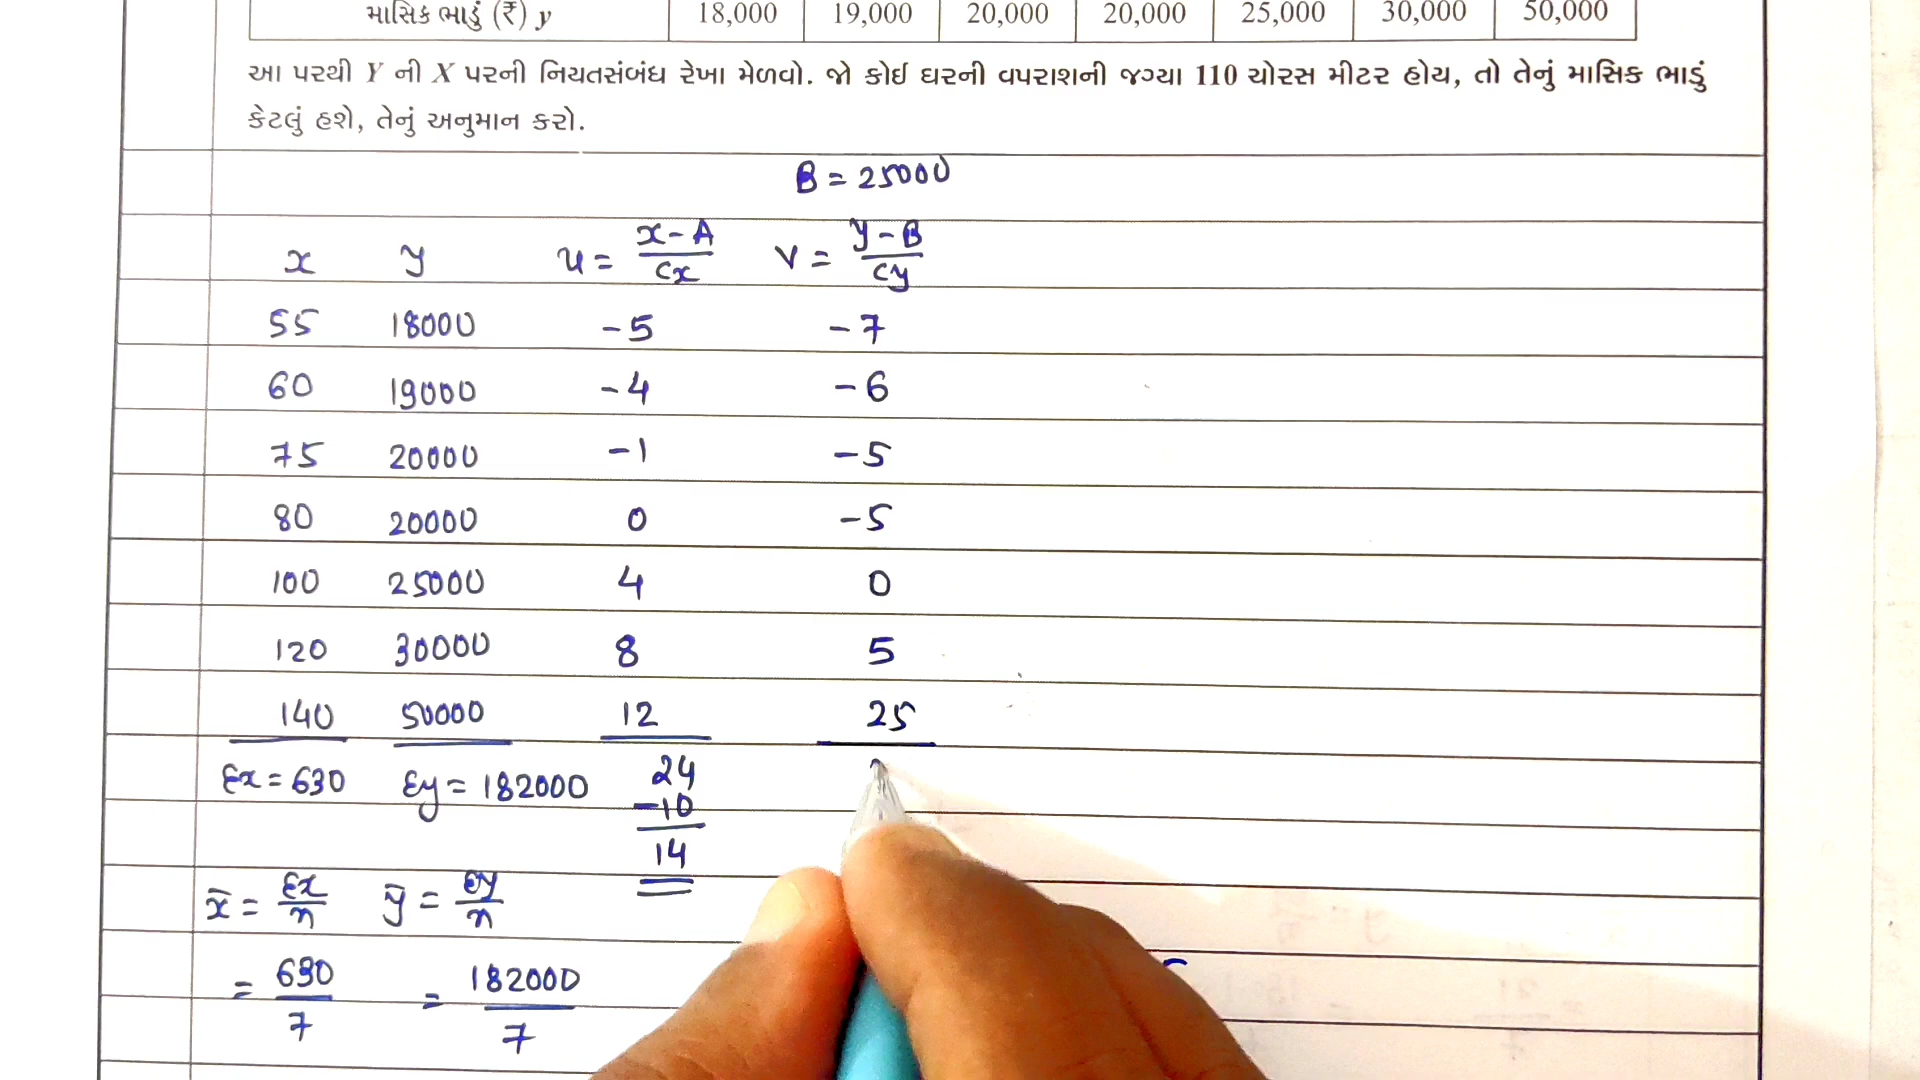 માસિક ભાડું (₹) y 18,000 19,000 20,000 20,000 25,000 30,000 50,000
આ પરથી Y ની X પરની નિયતસંબંધ રેખા મેળવો. જો કોઈ ઘરની વપરાશની જગ્યા 110 ચોરસ મીટર હોય, તો તેનું માસિક ભાડું
કેટલું હશે, તેનું અનુમાન કરો.
B = 25000
x y u = x-A/cx v = y-B/cy
55 18000 -5 -7
60 19000 -4 -6
75 20000 -1 -5
80 20000 0 -5
100 25000 4 0
120 30000 8 5
140 50000 12 25
Σx = 630 Σy = 182000 24
-10
14
x̄ = Σx/n ȳ = Σy/n
= 630/7 = 182000/7